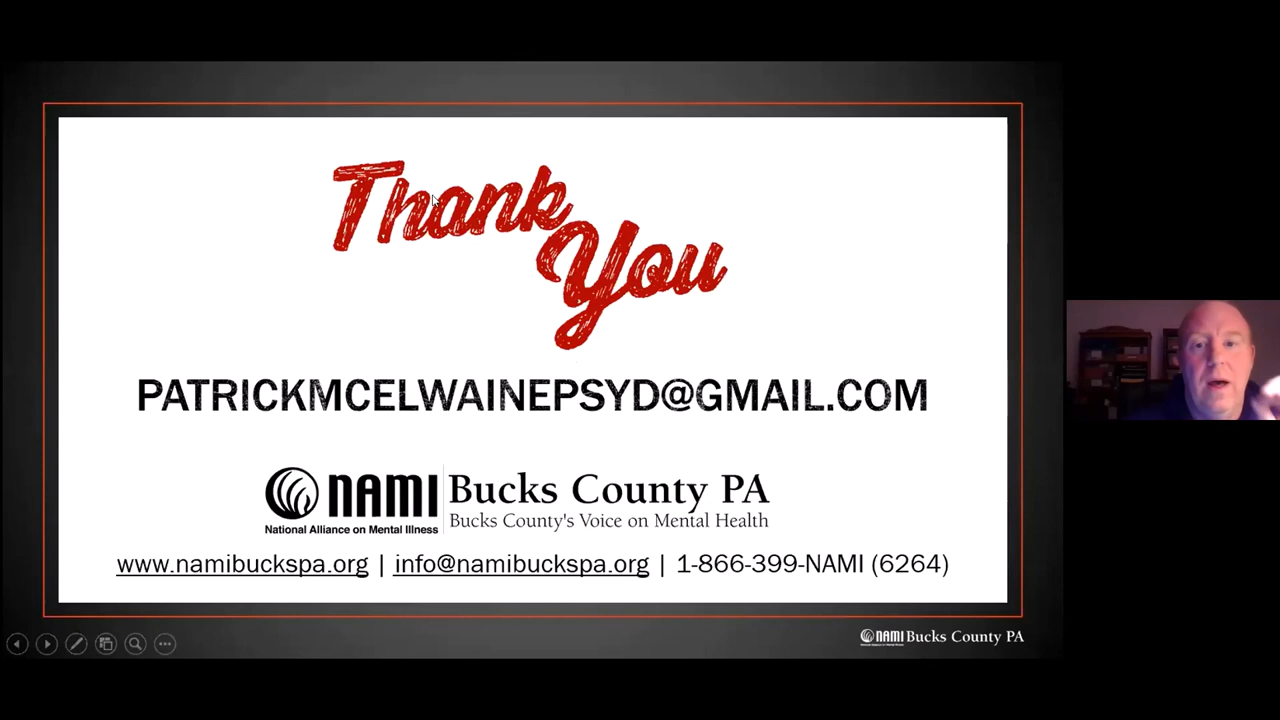 Thank
You
PATRICKMCELWAINEPSYD@GMAIL.COM
NAMI Bucks County PA
National Alliance on Mental Illness Bucks County's Voice on Mental Health
www.namibuckspa.org | info@namibuckspa.org | 1-866-399-NAMI (6264)
NAMI Bucks County PA